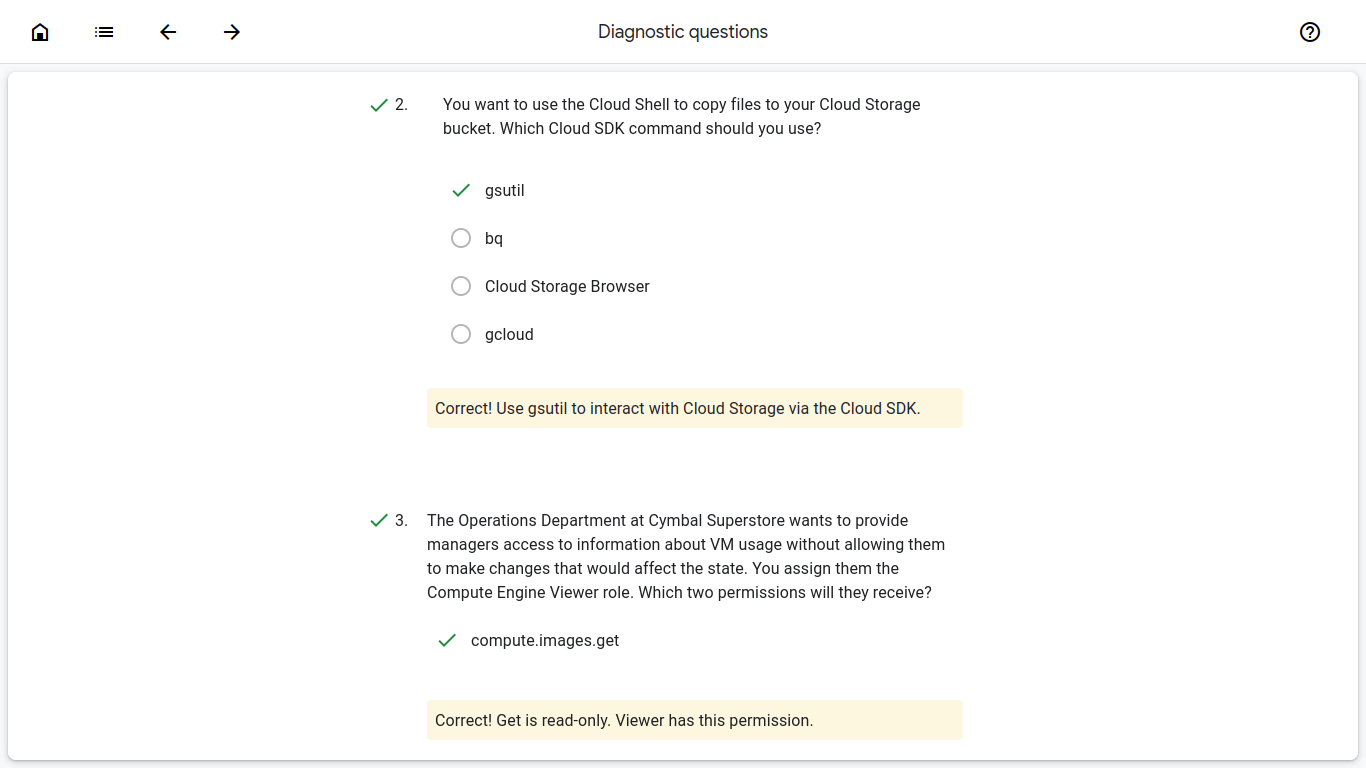 Diagnostic questions
2. You want to use the Cloud Shell to copy files to your Cloud Storage
bucket. Which Cloud SDK command should you use?
gsutil
bq
Cloud Storage Browser
gcloud
Correct! Use gsutil to interact with Cloud Storage via the Cloud SDK.
3. The Operations Department at Cymbal Superstore wants to provide
managers access to information about VM usage without allowing them
to make changes that would affect the state. You assign them the
Compute Engine Viewer role. Which two permissions will they receive?
compute.images.get
Correct! Get is read-only. Viewer has this permission.